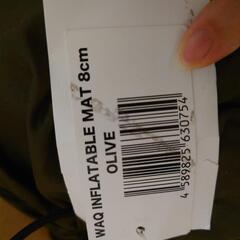 WAQ INFLATABLE MAT 8cm
OLIVE
4 589825 630754